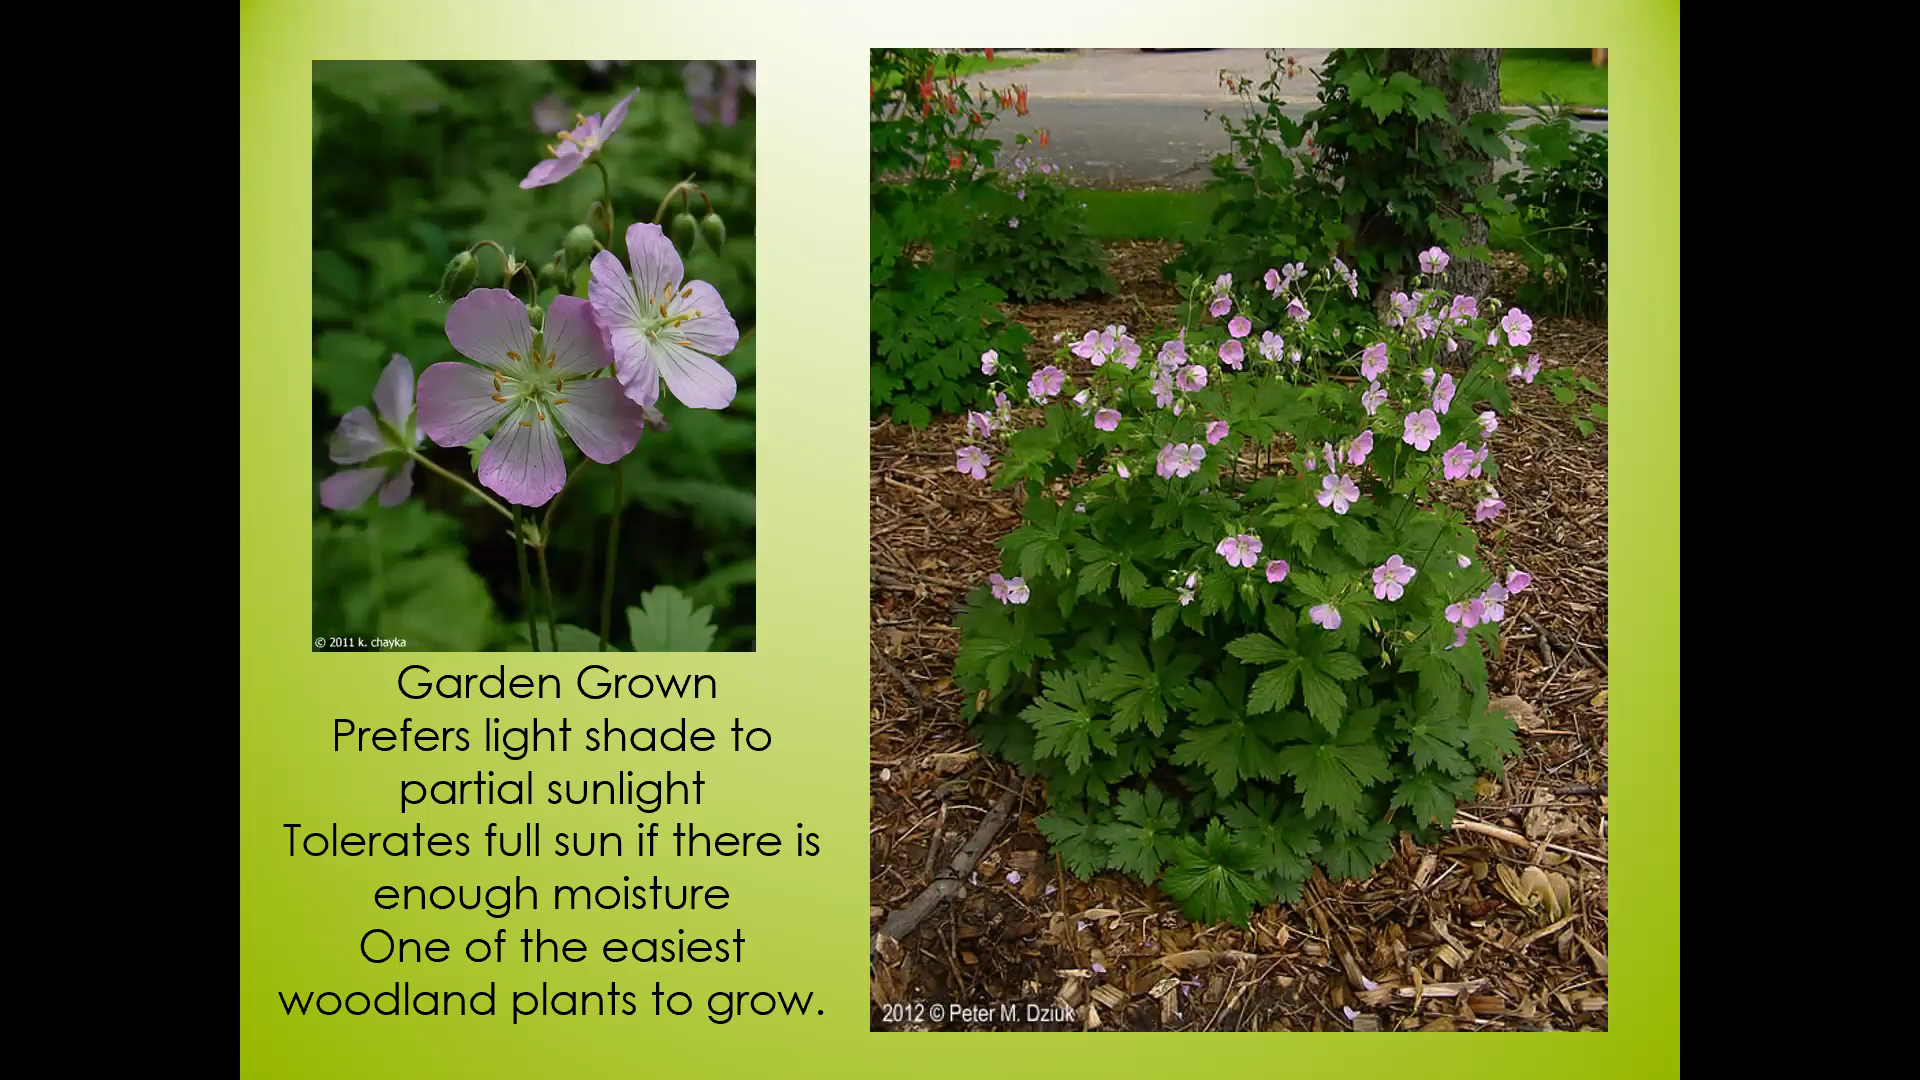 © 2011 k. chayka
Garden Grown
Prefers light shade to
partial sunlight
Tolerates full sun if there is
enough moisture
One of the easiest
woodland plants to grow.
2012 © Peter M. Dziuk